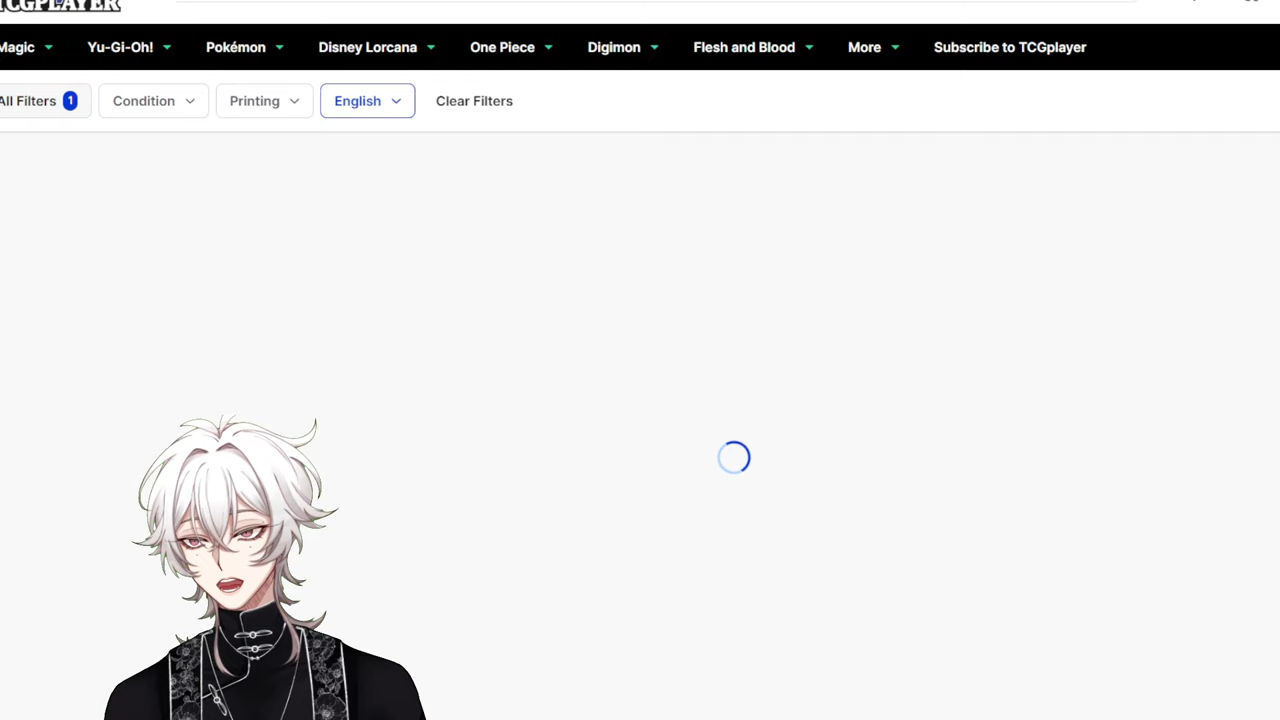 TCGPLAYER
Magic Yu-Gi-Oh! Pokémon Disney Lorcana One Piece Digimon Flesh and Blood More Subscribe to TCGplayer
All Filters 1 Condition Printing English Clear Filters